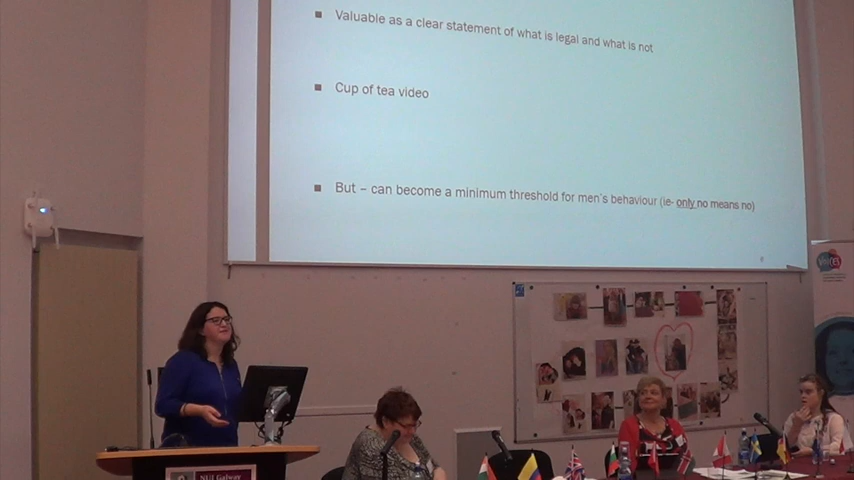 Valuable as a clear statement of what is legal and what is not
Cup of tea video
But – can become a minimum threshold for men's behaviour (ie- only no means no)
VOICES
NUI Galway